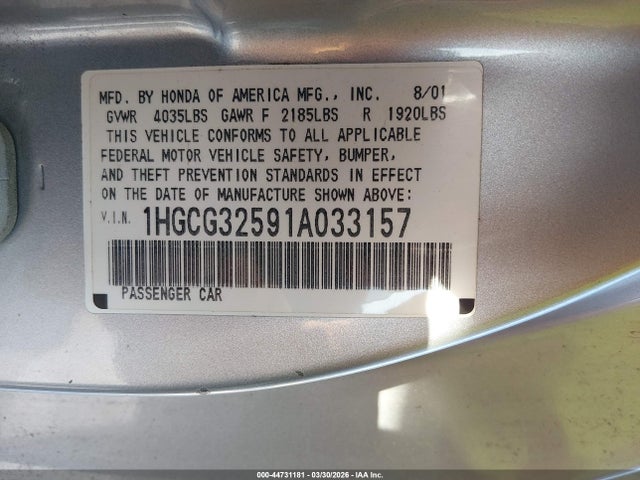 MFD. BY HONDA OF AMERICA MFG., INC. 8/01
GVWR 4035LBS GAWR F 2185LBS R 1920LBS
THIS VEHICLE CONFORMS TO ALL APPLICABLE
FEDERAL MOTOR VEHICLE SAFETY, BUMPER,
AND THEFT PREVENTION STANDARDS IN EFFECT
ON THE DATE OF MANUFACTURE SHOWN ABOVE:
V.I.N. 1HGCG32591A033157
PASSENGER CAR
000-44731181 | 03/30/2026 | IAA Inc.